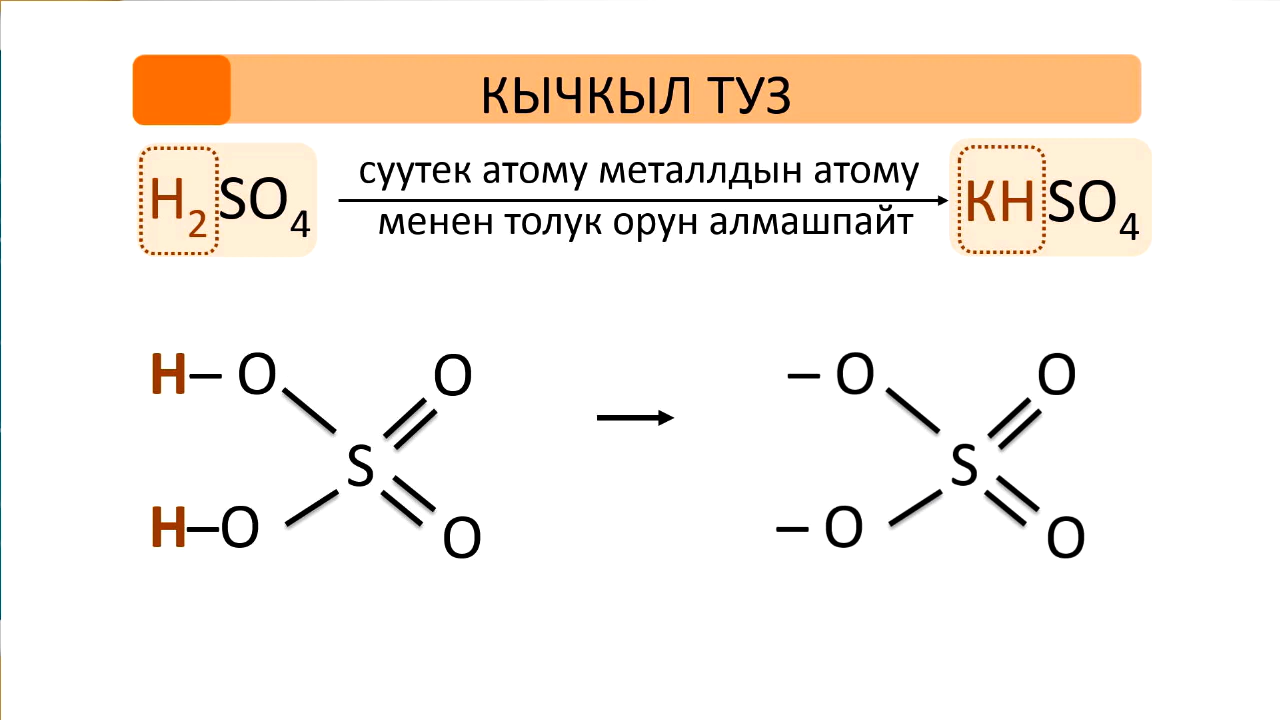 КЫЧКЫЛ ТУЗ
H2SO4
суутек атому металлдын атому
менен толук орун алмашпайт
KHSO4
H– O
O
S
H–O
O
– O
O
S
– O
O